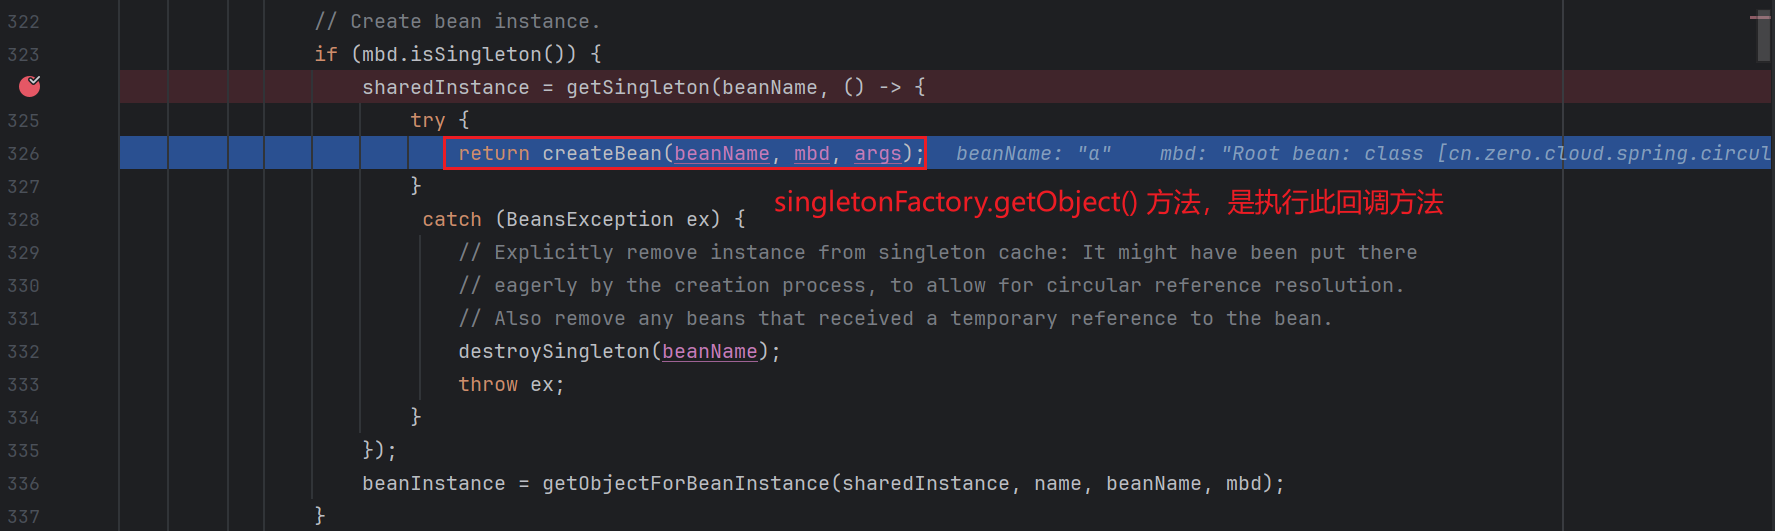 322 // Create bean instance.
323 if (mbd.isSingleton()) {
sharedInstance = getSingleton(beanName, () -> {
325 try {
326 return createBean(beanName, mbd, args); beanName: "a" mbd: "Root bean: class [cn.zero.cloud.spring.circul
327 }
singletonFactory.getObject() 方法，是执行此回调方法
328 catch (BeansException ex) {
329 // Explicitly remove instance from singleton cache: It might have been put there
330 // eagerly by the creation process, to allow for circular reference resolution.
331 // Also remove any beans that received a temporary reference to the bean.
332 destroySingleton(beanName);
333 throw ex;
334 }
335 });
336 beanInstance = getObjectForBeanInstance(sharedInstance, name, beanName, mbd);
337 }